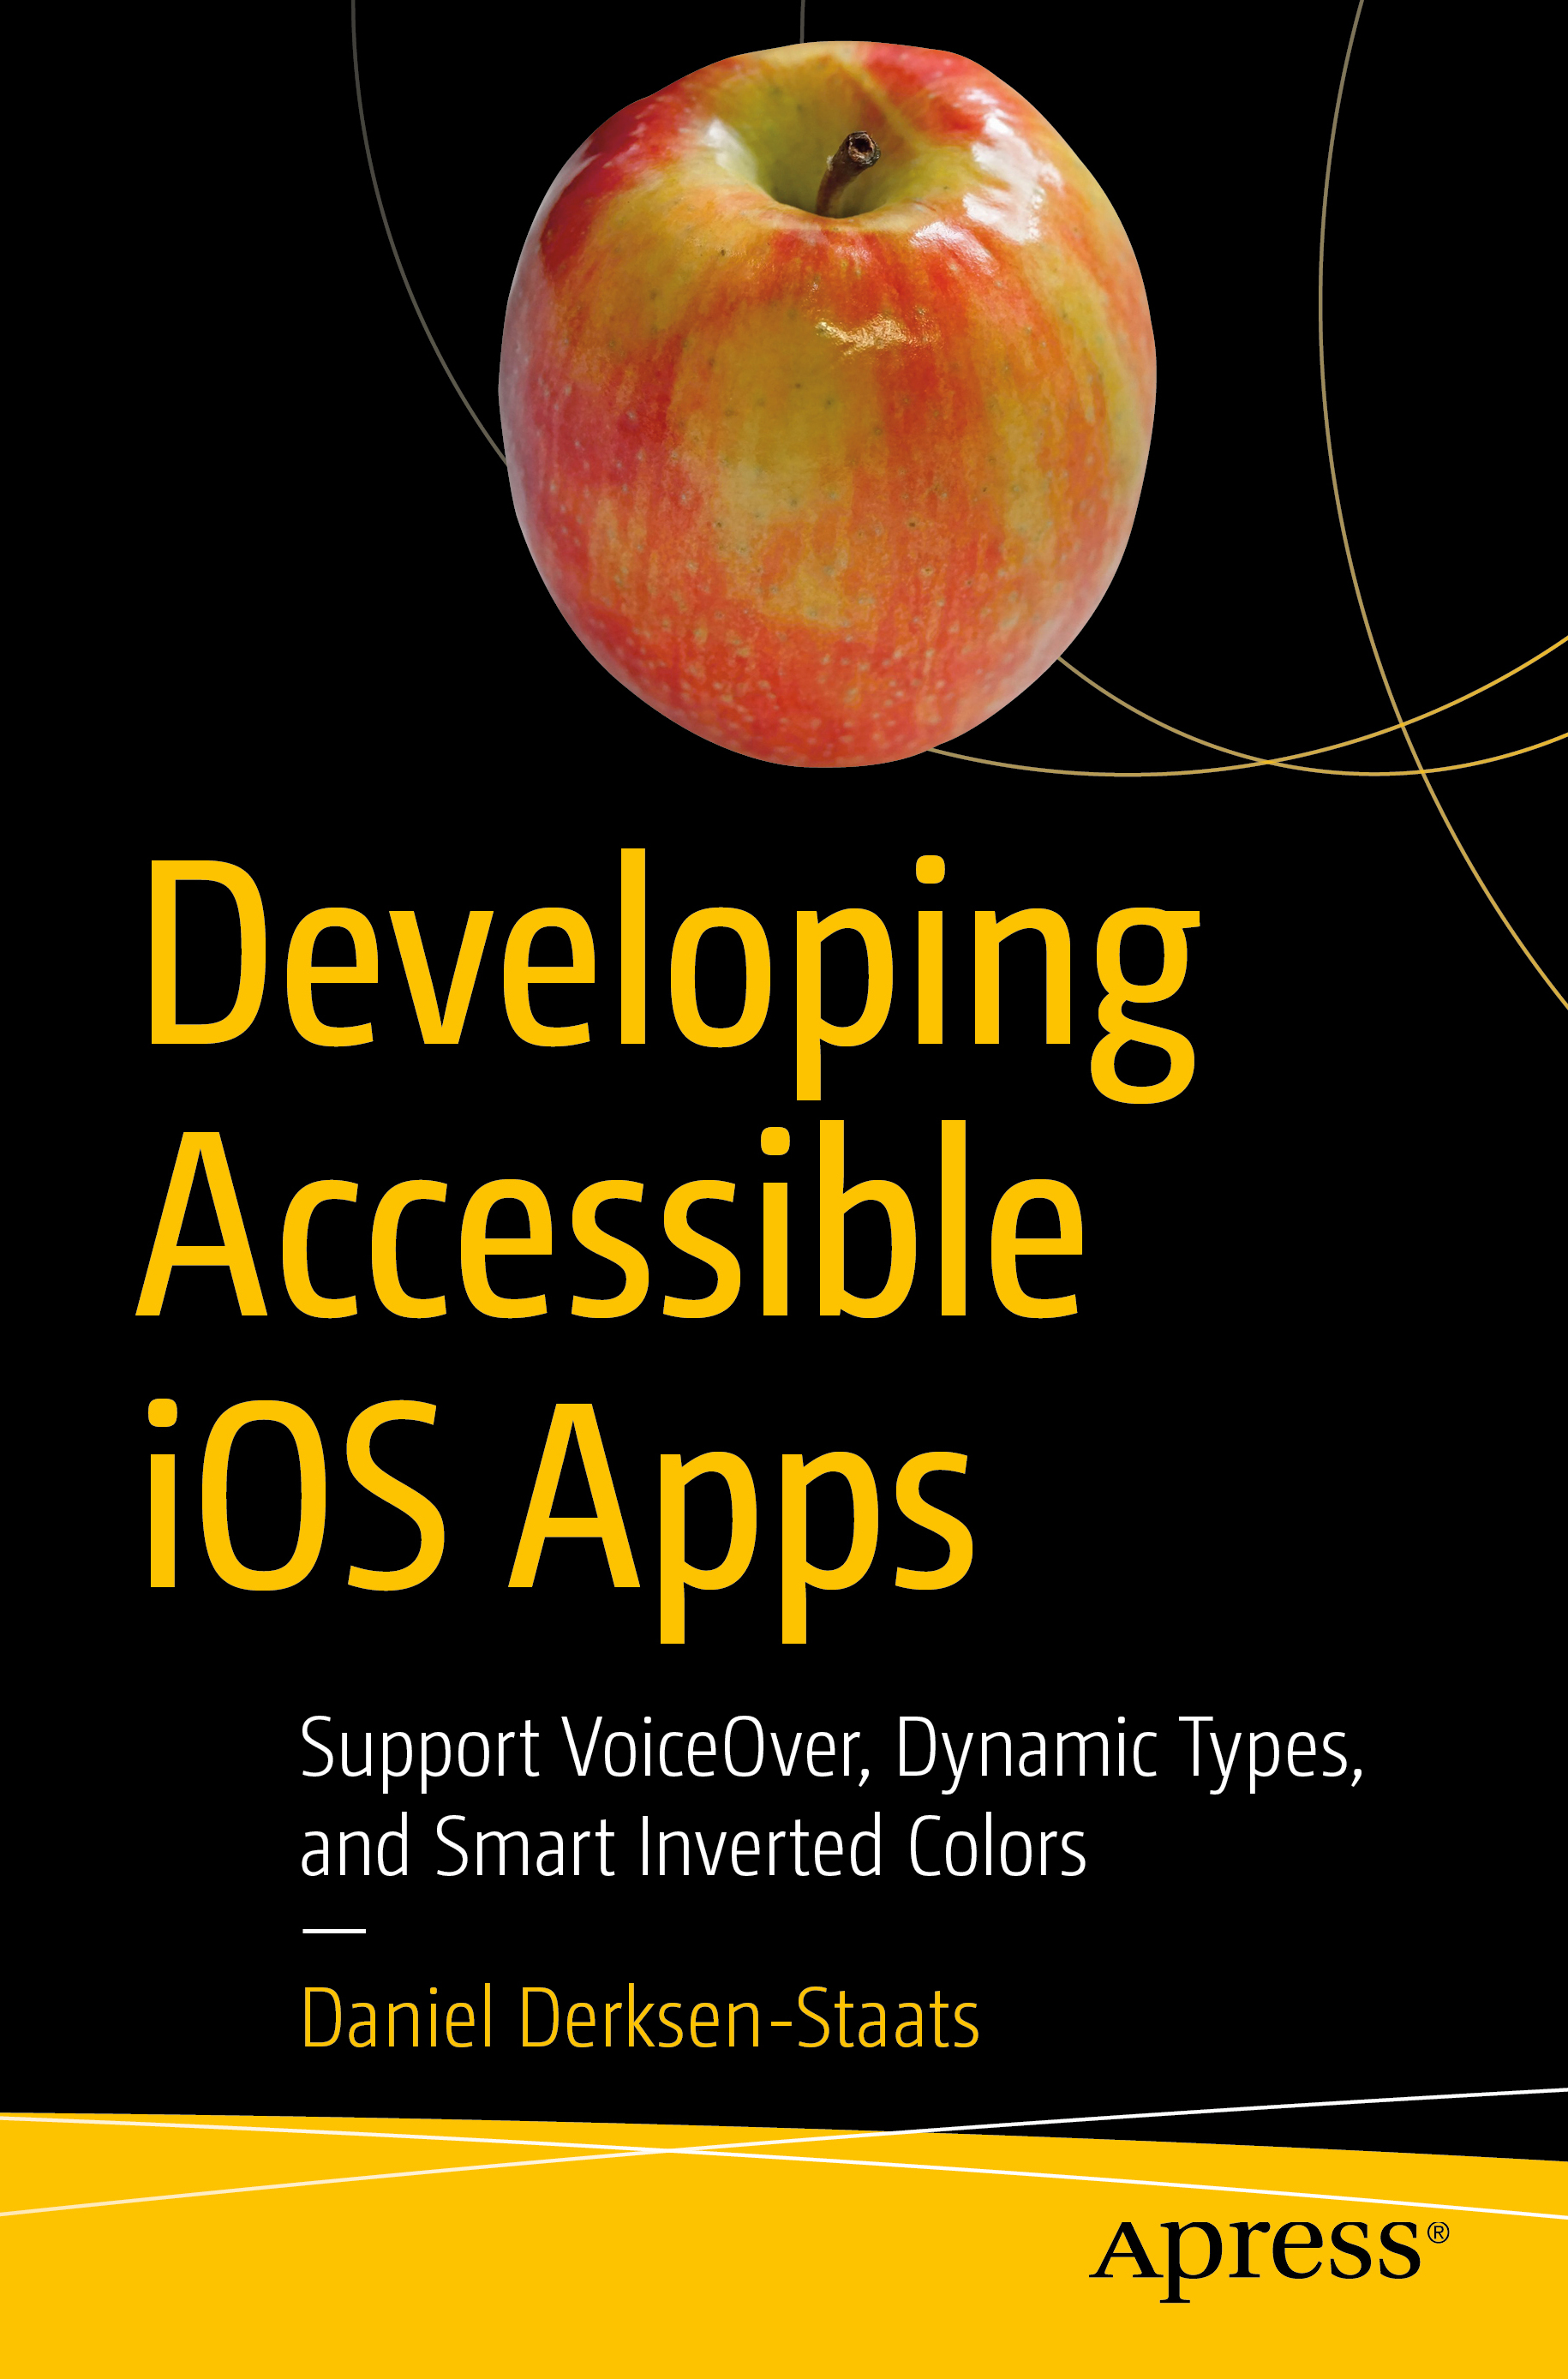 Developing
Accessible
iOS Apps
Support VoiceOver, Dynamic Types,
and Smart Inverted Colors
Daniel Derksen-Staats
Apress®